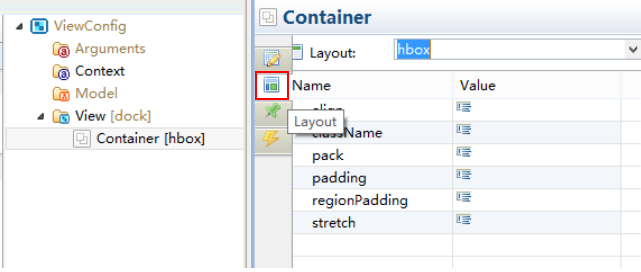 ViewConfig
Arguments
Context
Model
View [dock]
Container [hbox]
Container
Layout: hbox
Name Value
align
Layout
className
pack
padding
regionPadding
stretch